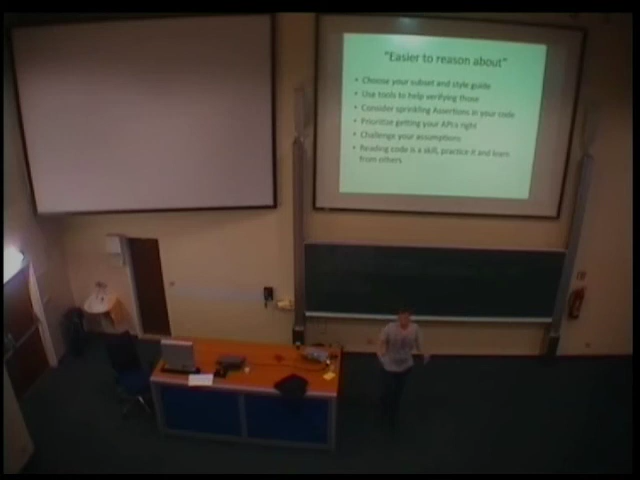 "Easier to reason about"
• Choose your subset and style guide
• Use tools to help verifying those
• Consider sprinkling Assertions in your code
• Prioritise getting your APIs right
• Challenge your assumptions
• Reading code is a skill, practice it and learn
from others